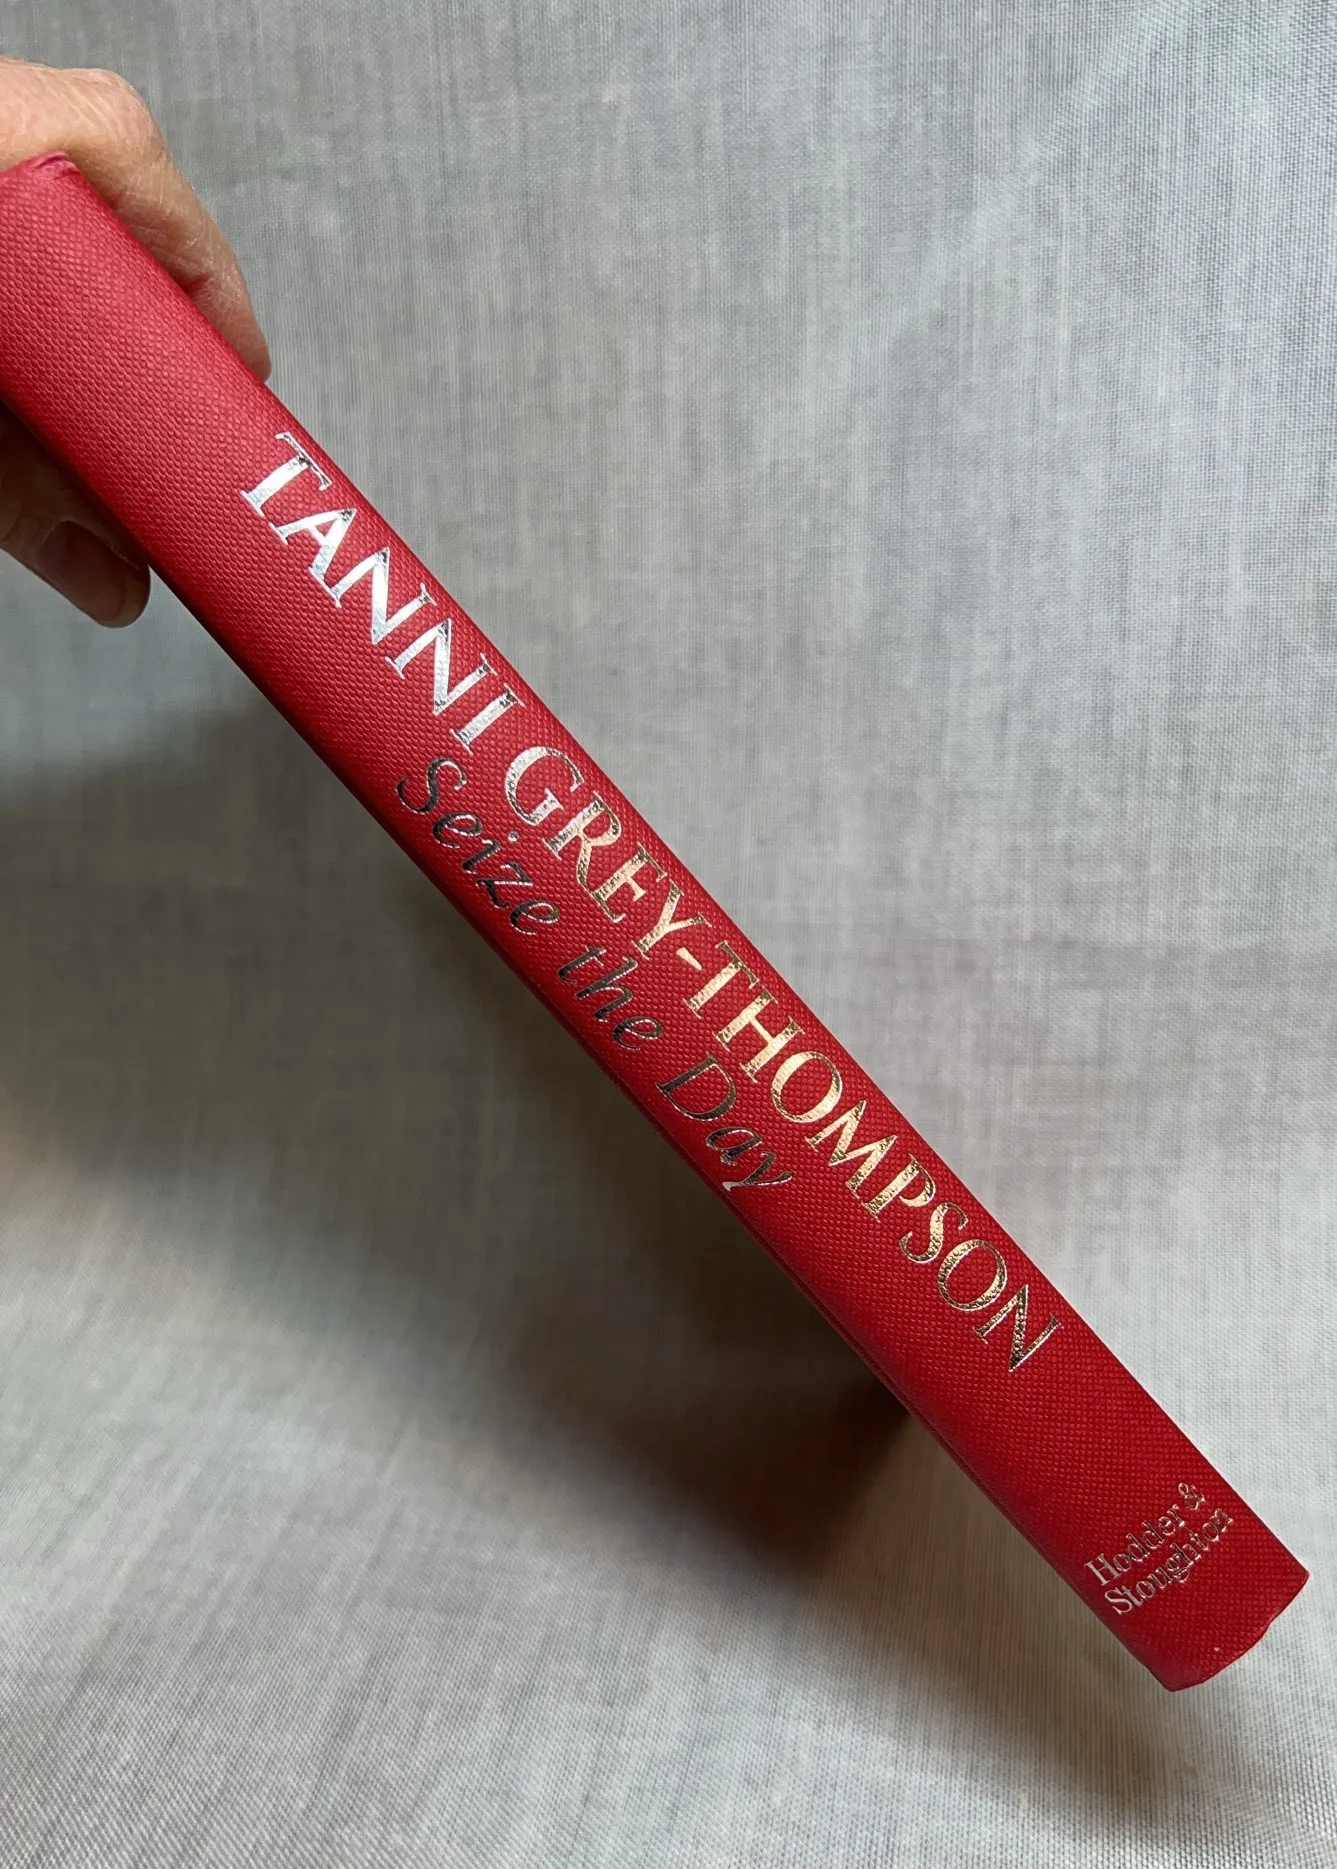 TANNI GREY-THOMPSON
Seize the Day
Hodder &
Stoughton